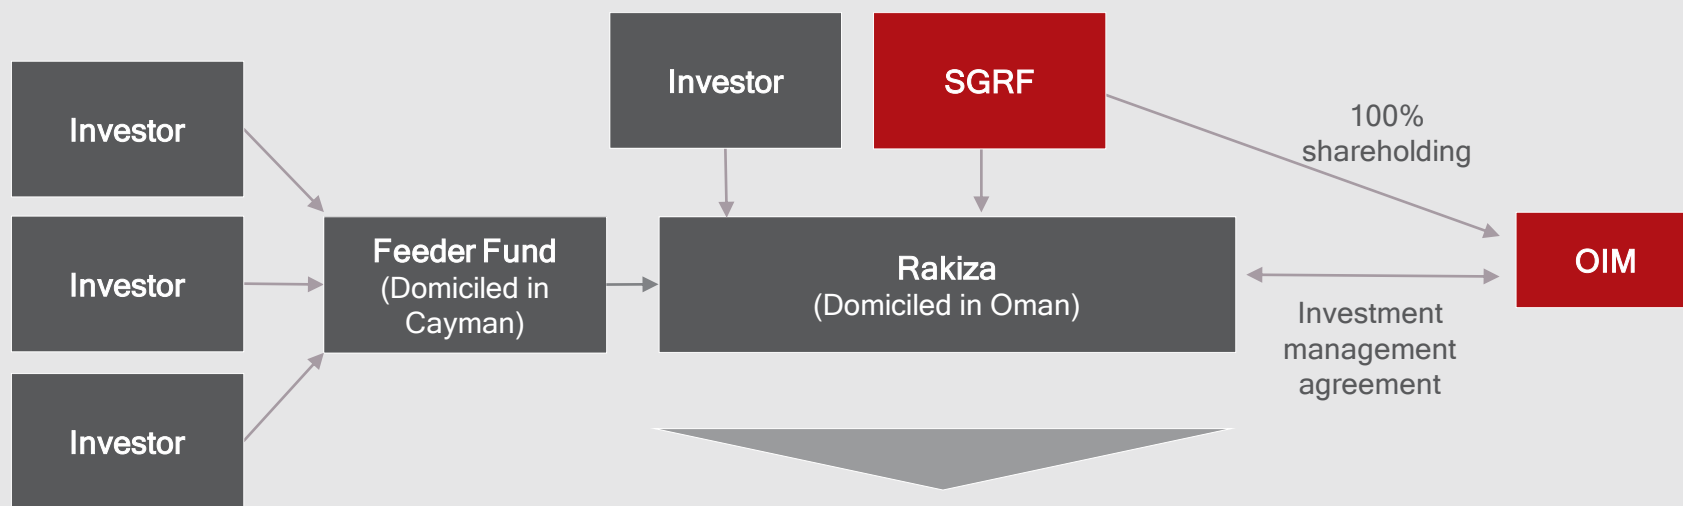 Investor
SGRF
Investor
100%
shareholding
Investor
Feeder Fund
(Domiciled in
Cayman)
Rakiza
(Domiciled in Oman)
OIM
Investment
management
agreement
Investor